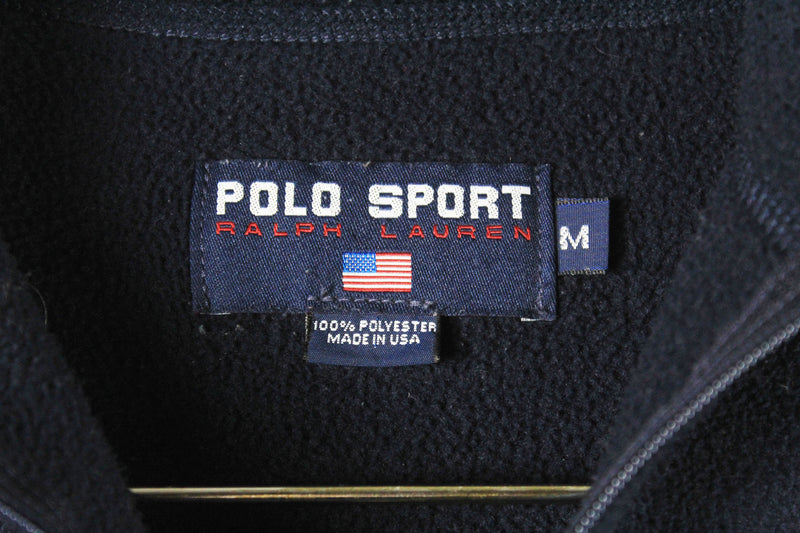 POLO SPORT
RALPH LAUREN
M
100% POLYESTER
MADE IN USA